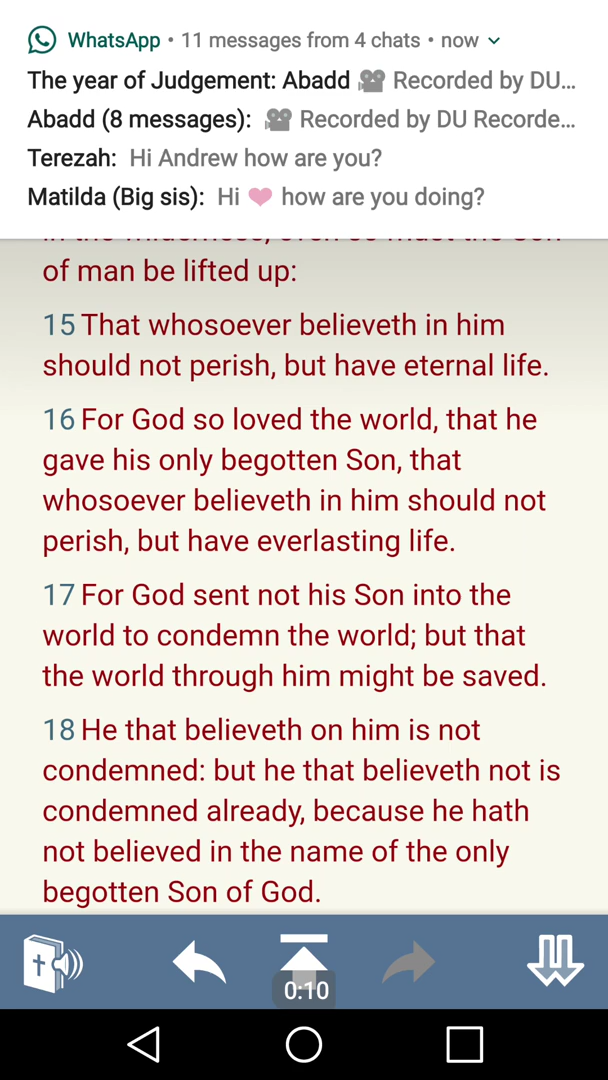 WhatsApp • 11 messages from 4 chats • now
The year of Judgement: Abadd 🎥 Recorded by DU...
Abadd (8 messages): 🎥 Recorded by DU Recorde...
Terezah: Hi Andrew how are you?
Matilda (Big sis): Hi 💗 how are you doing?
of man be lifted up:
15 That whosoever believeth in him
should not perish, but have eternal life.
16 For God so loved the world, that he
gave his only begotten Son, that
whosoever believeth in him should not
perish, but have everlasting life.
17 For God sent not his Son into the
world to condemn the world; but that
the world through him might be saved.
18 He that believeth on him is not
condemned: but he that believeth not is
condemned already, because he hath
not believed in the name of the only
begotten Son of God.
0:10